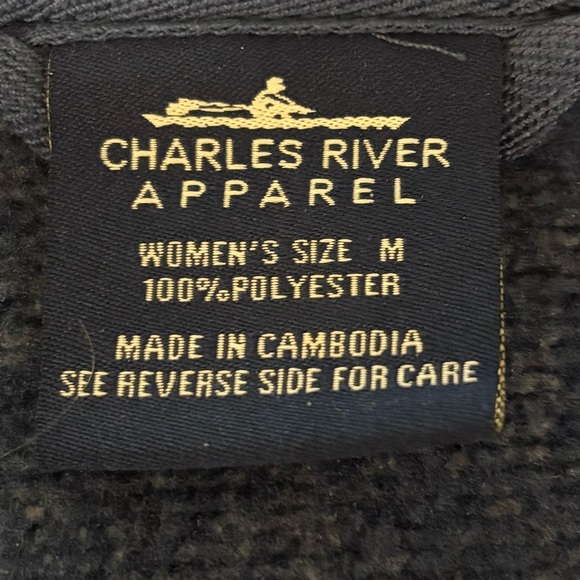 CHARLES RIVER
APPAREL
WOMEN'S SIZE M
100%POLYESTER
MADE IN CAMBODIA
SEE REVERSE SIDE FOR CARE